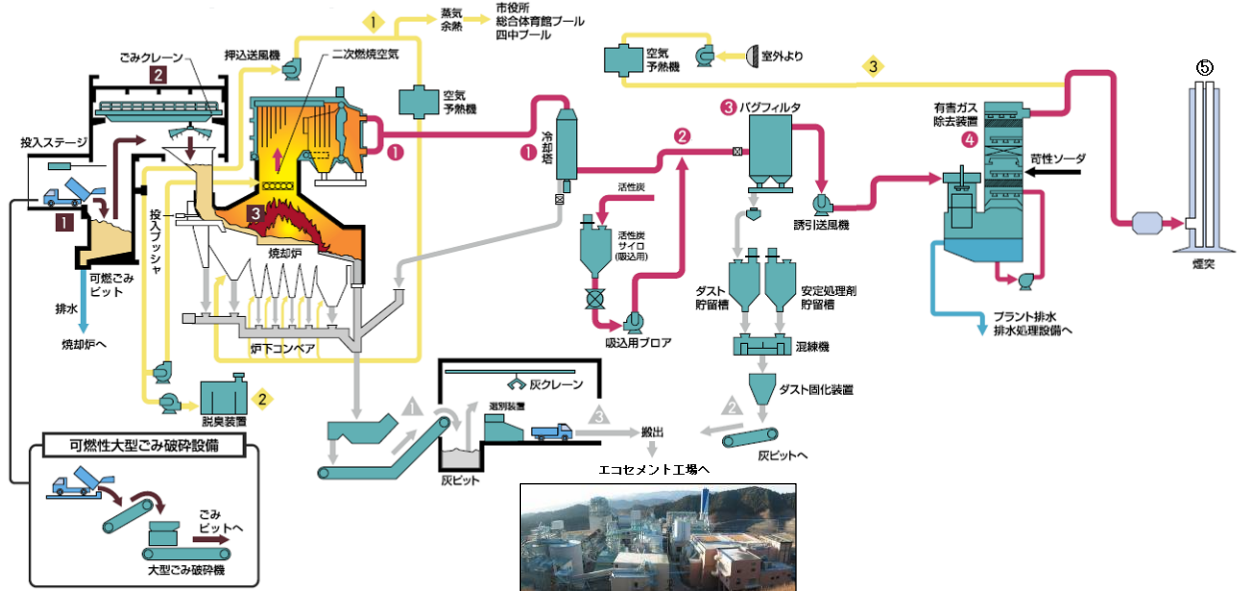 1
蒸気
余熱
市役所
総合体育館プール
四中プール
ごみクレーン
2
押込送風機
二次燃焼空気
空気
予熱機
空気
予熱機
室外より
3
⑤
投入ステージ
1
投入プッシャ
3
焼却炉
可燃ごみ
ピット
排水
焼却炉へ
炉下コンベア
1
1
冷却塔
2
3
バグフィルタ
有害ガス
除去装置
4
苛性ソーダ
誘引送風機
煙突
活性炭
活性炭
サイロ
(吸込用)
吸込用ブロア
ダスト
貯留槽
安定処理剤
貯留槽
混練機
プラント排水
排水処理設備へ
脱臭装置
2
1
灰クレーン
選別装置
3
搬出
2
ダスト固化装置
灰ピットへ
灰ピット
エコセメント工場へ
可燃性大型ごみ破砕設備
ごみ
ピットへ
大型ごみ破砕機